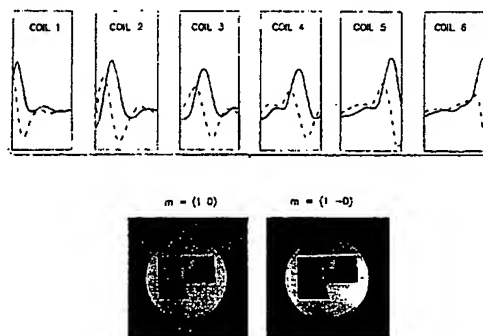 COIL 1 COIL 2 COIL 3 COIL 4 COIL 5 COIL 6
m = (1 0) m = (1 -0)